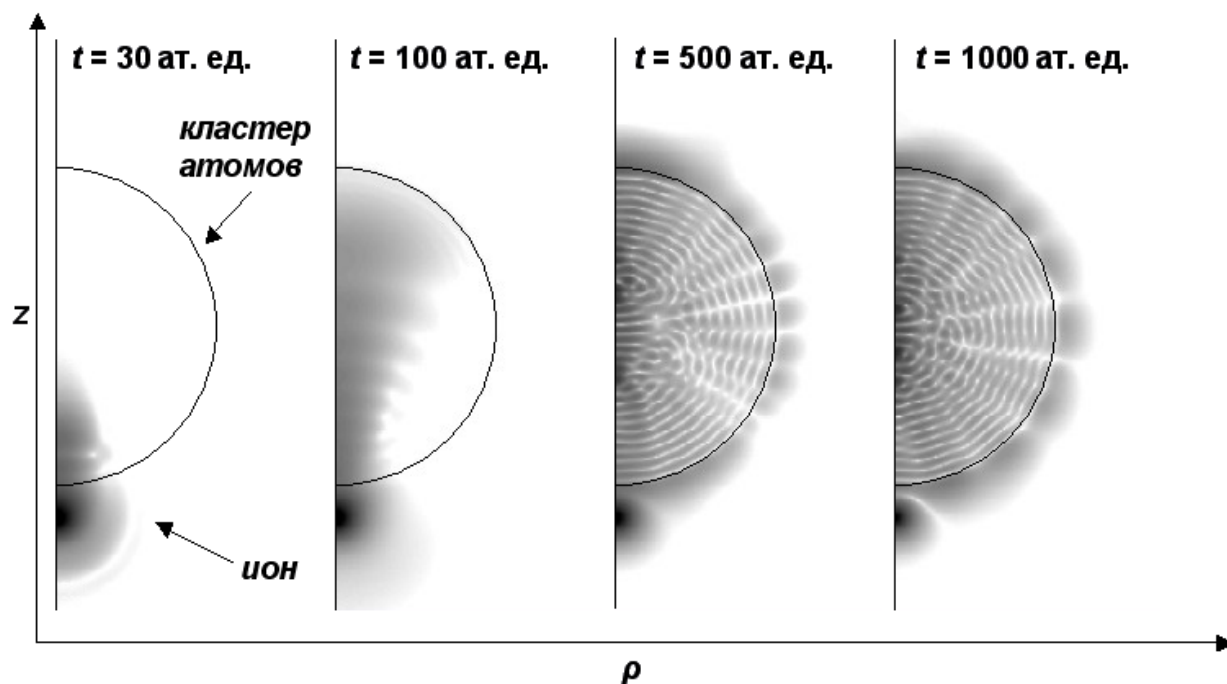 t = 30 ат. ед.
t = 100 ат. ед.
t = 500 ат. ед.
t = 1000 ат. ед.
кластер
атомов
z
ион
ρ